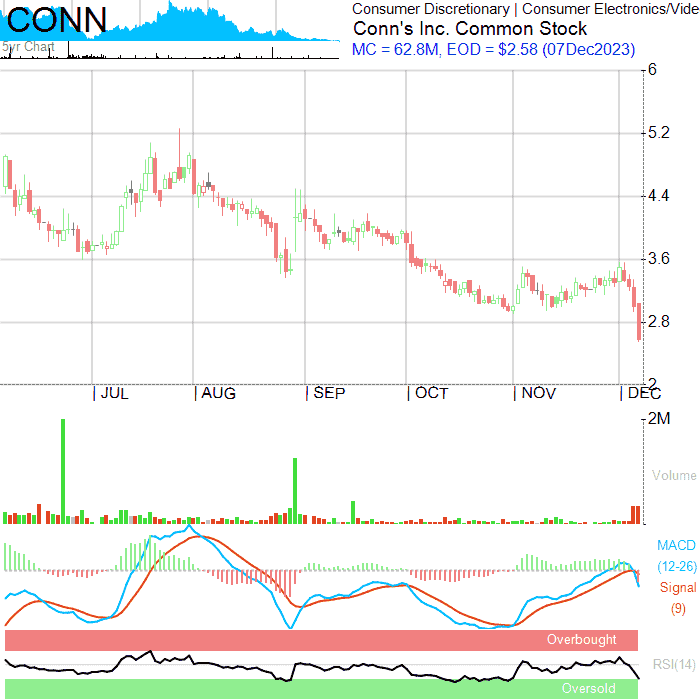 CONN
5yr Chart
Consumer Discretionary | Consumer Electronics/Vide
Conn's Inc. Common Stock
MC = 62.8M, EOD = $2.58 (07Dec2023)
6
5.2
4.4
3.6
2.8
2
JUL AUG SEP OCT NOV DEC
2M
Volume
MACD
(12-26)
Signal
(9)
Overbought
RSI(14)
Oversold